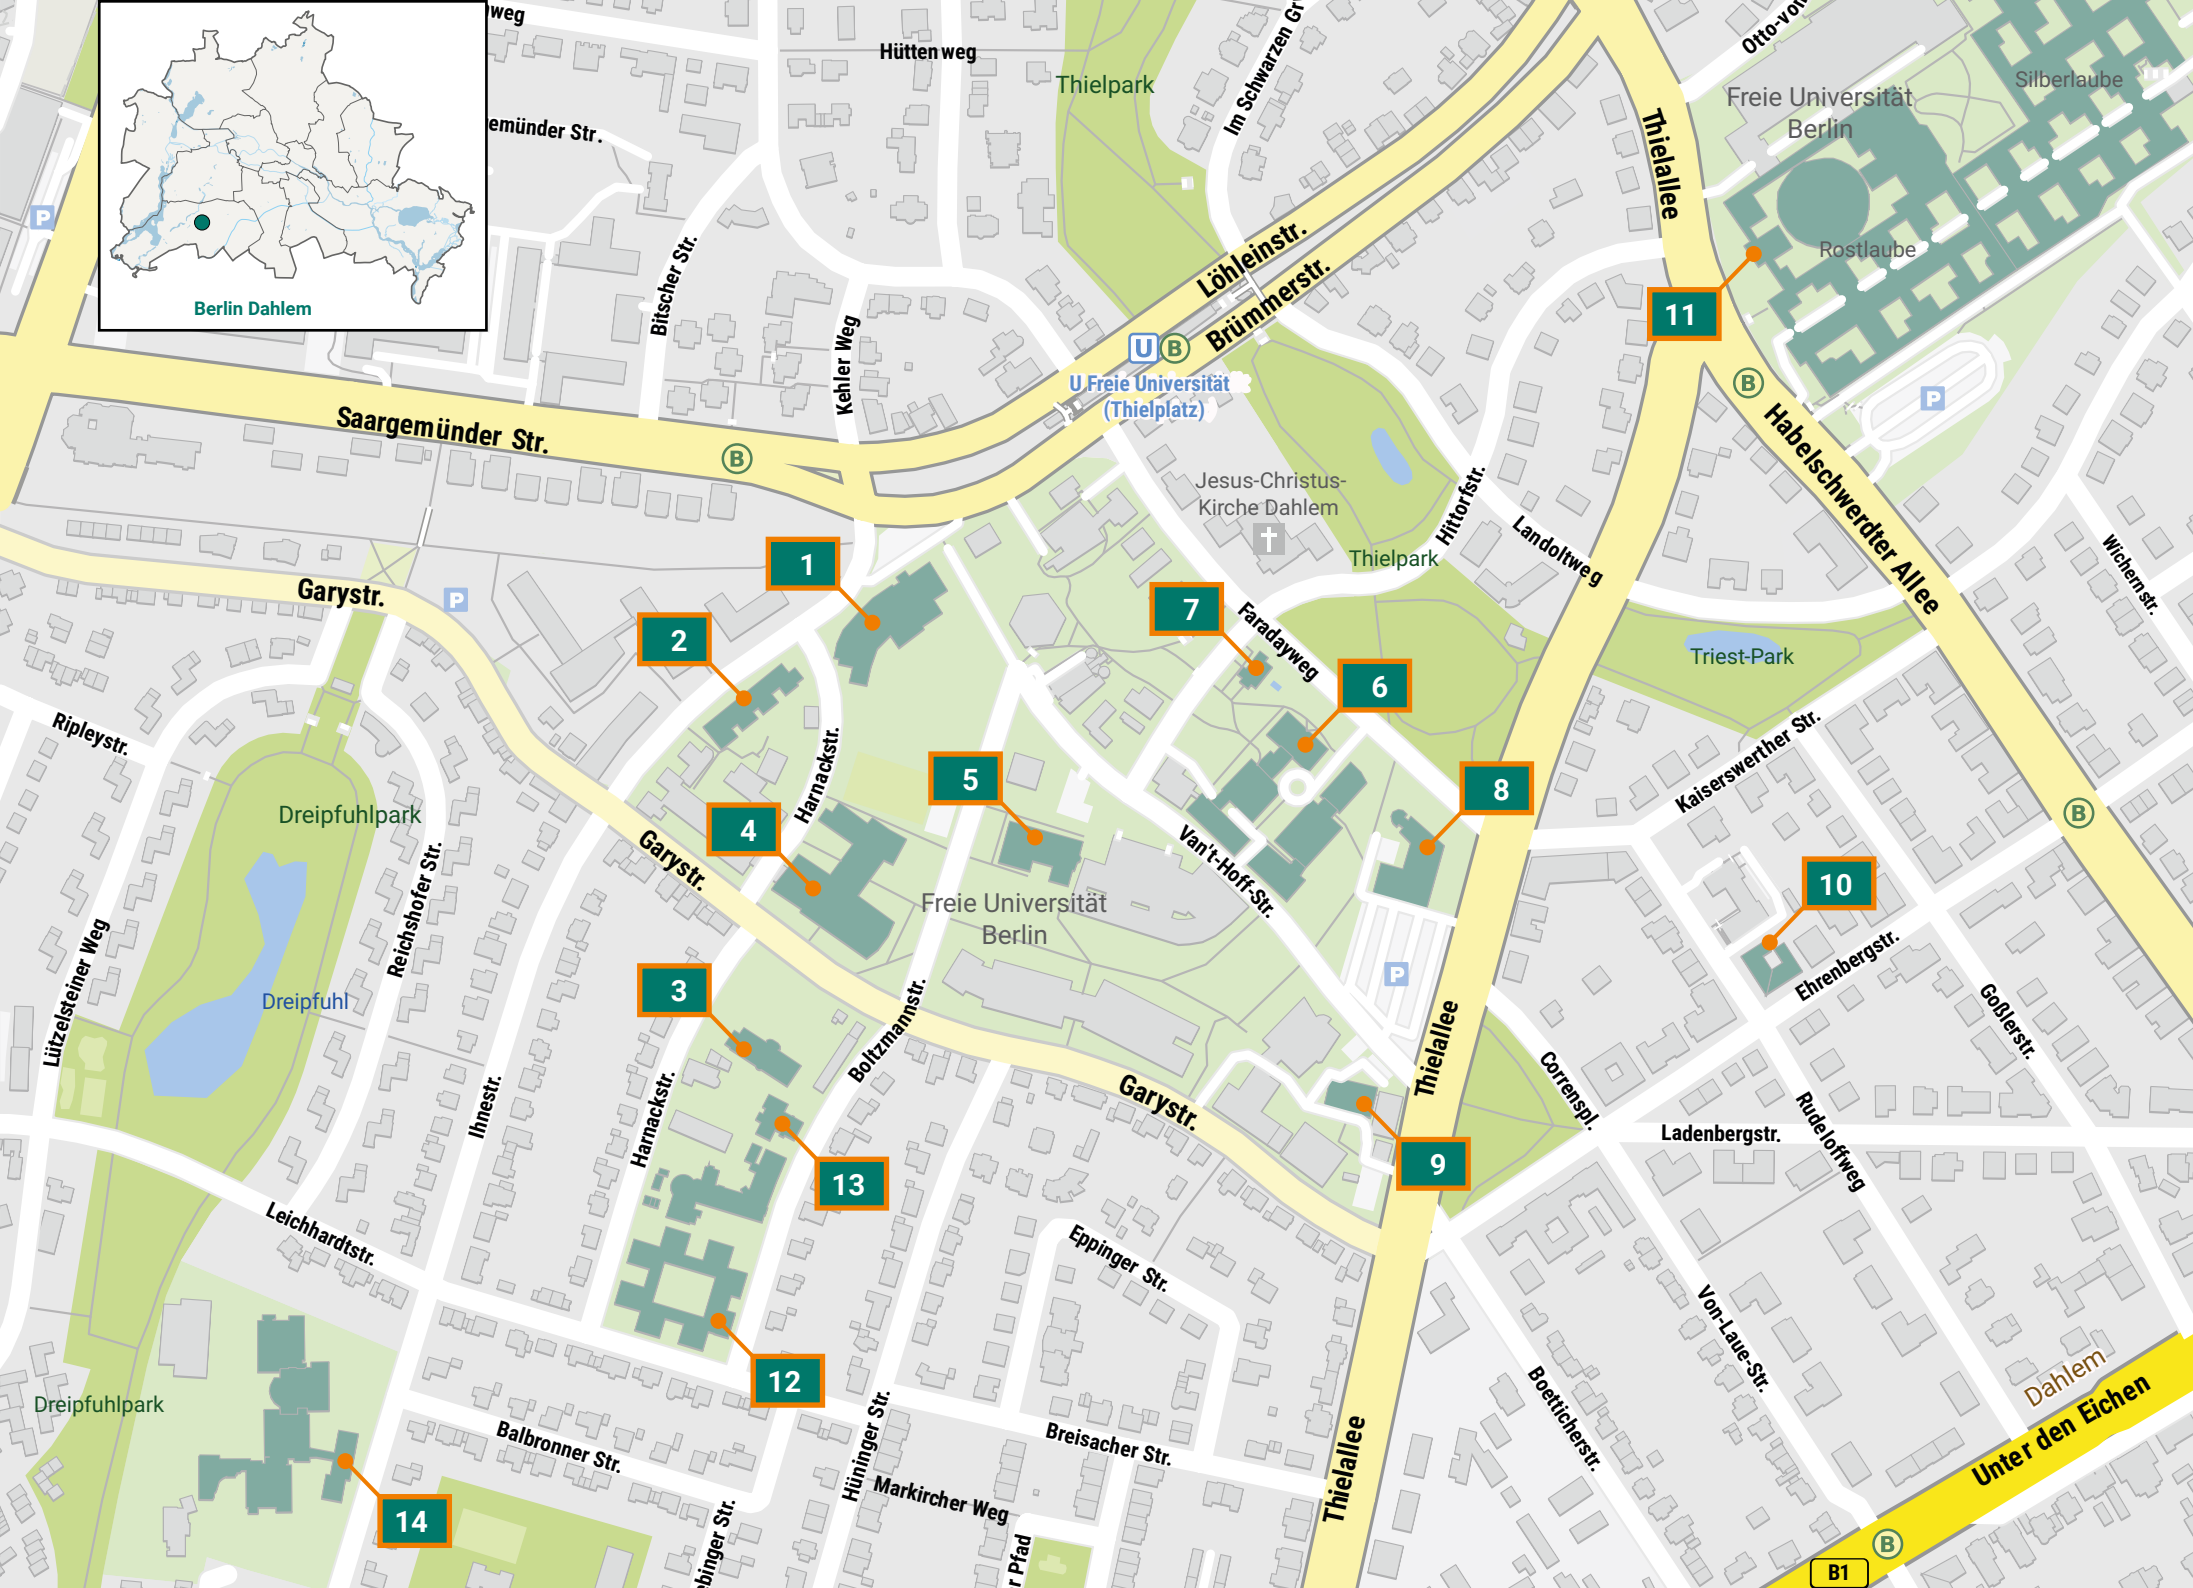 Berlin Dahlem
weg
Hüttenweg
Thielpark
Im Schwarzen Gr
Otto-von
Silberlaube
Freie Universität
Berlin
emünder Str.
Thielallee
P
Bitscher Str.
Löhleinstr.
Brümmerstr.
Rostlaube
11
Kehler Weg
U
B
U Freie Universität
(Thielplatz)
B
P
Saargemünder Str.
B
Habelschwerdter Allee
Jesus-Christus-
Kirche Dahlem
Hittorfstr.
Landoltweg
Thielpark
Wichernstr.
Garystr.
P
1
2
7
Faradayweg
6
Triest-Park
Ripleystr.
Harnackstr.
Kaiserswerther Str.
Dreipfuhlpark
5
8
B
4
Garystr.
Van't-Hoff-Str.
10
Reichshofer Str.
Freie Universität
Berlin
Ehrenbergstr.
Lützelsteiner Weg
P
3
Dreipfuhl
Boltzmannstr.
Goßlerstr.
Thielallee
Correnspl.
Ihnestr.
Harnackstr.
Garystr.
Rudeloffweg
Ladenbergstr.
9
13
Leichhardtstr.
Eppinger Str.
Von-Laue-Str.
12
Boetticherstr.
Dahlem
Unter den Eichen
Dreipfuhlpark
Balbronner Str.
Hüninger Str.
Breisacher Str.
Thielallee
Markircher Weg
14
ebinger Str.
r Pfad
B
B1